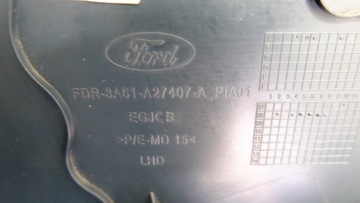 Ford
FDR-8A61-A27407-A_PIA01
EGJCB
>P/E-MD 15<
LHD